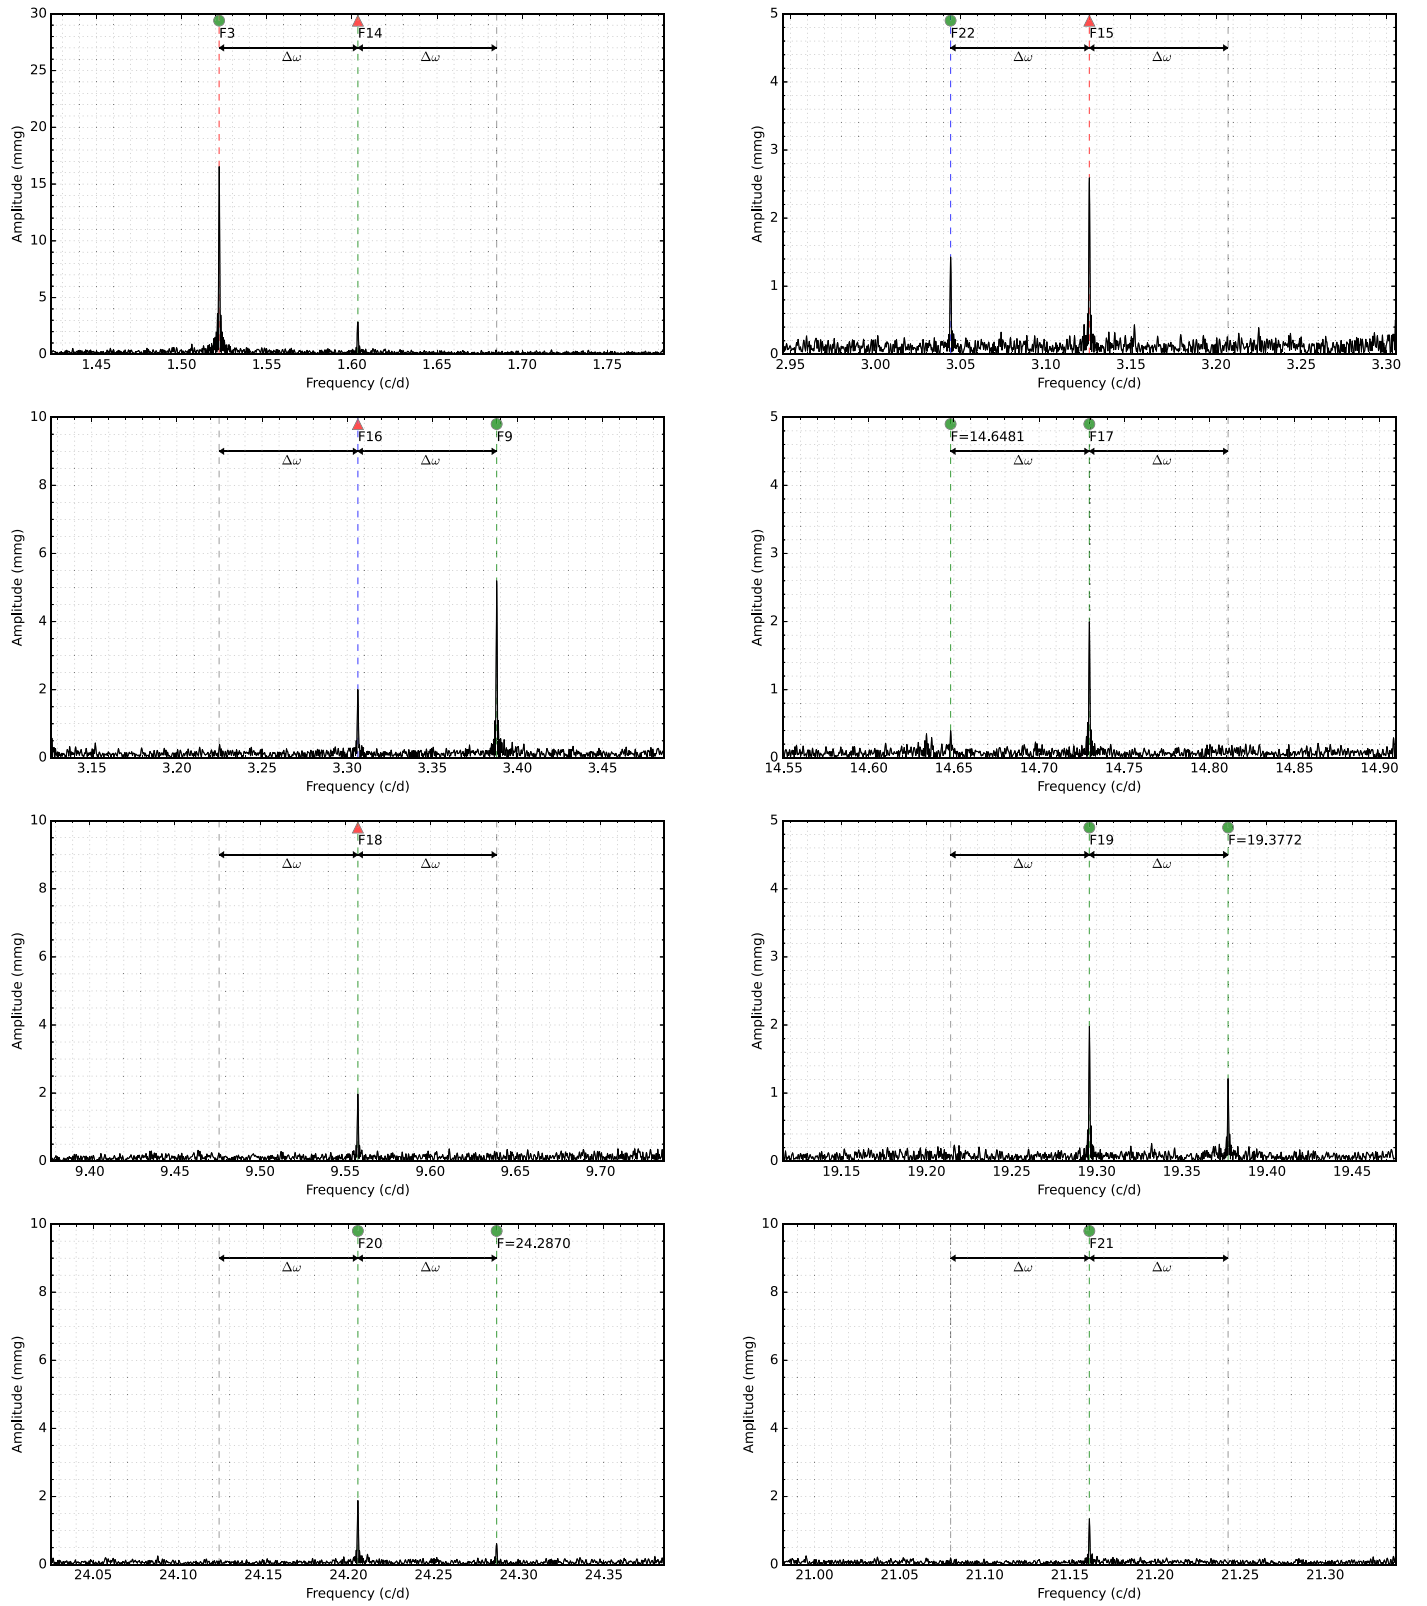 F3 F14
Δω Δω
30
25
20
15
10
5
0
Amplitude (mmg)
1.45 1.50 1.55 1.60 1.65 1.70 1.75
Frequency (c/d)
F22 F15
Δω Δω
5
4
3
2
1
0
Amplitude (mmg)
2.95 3.00 3.05 3.10 3.15 3.20 3.25 3.30
Frequency (c/d)
F16 F9
Δω Δω
10
8
6
4
2
0
Amplitude (mmg)
3.15 3.20 3.25 3.30 3.35 3.40 3.45
Frequency (c/d)
F=14.6481 F17
Δω Δω
5
4
3
2
1
0
Amplitude (mmg)
14.55 14.60 14.65 14.70 14.75 14.80 14.85 14.90
Frequency (c/d)
F18
Δω Δω
10
8
6
4
2
0
Amplitude (mmg)
9.40 9.45 9.50 9.55 9.60 9.65 9.70
Frequency (c/d)
F19 F=19.3772
Δω Δω
5
4
3
2
1
0
Amplitude (mmg)
19.15 19.20 19.25 19.30 19.35 19.40 19.45
Frequency (c/d)
F20 F=24.2870
Δω Δω
10
8
6
4
2
0
Amplitude (mmg)
24.05 24.10 24.15 24.20 24.25 24.30 24.35
Frequency (c/d)
F21
Δω Δω
10
8
6
4
2
0
Amplitude (mmg)
21.00 21.05 21.10 21.15 21.20 21.25 21.30
Frequency (c/d)